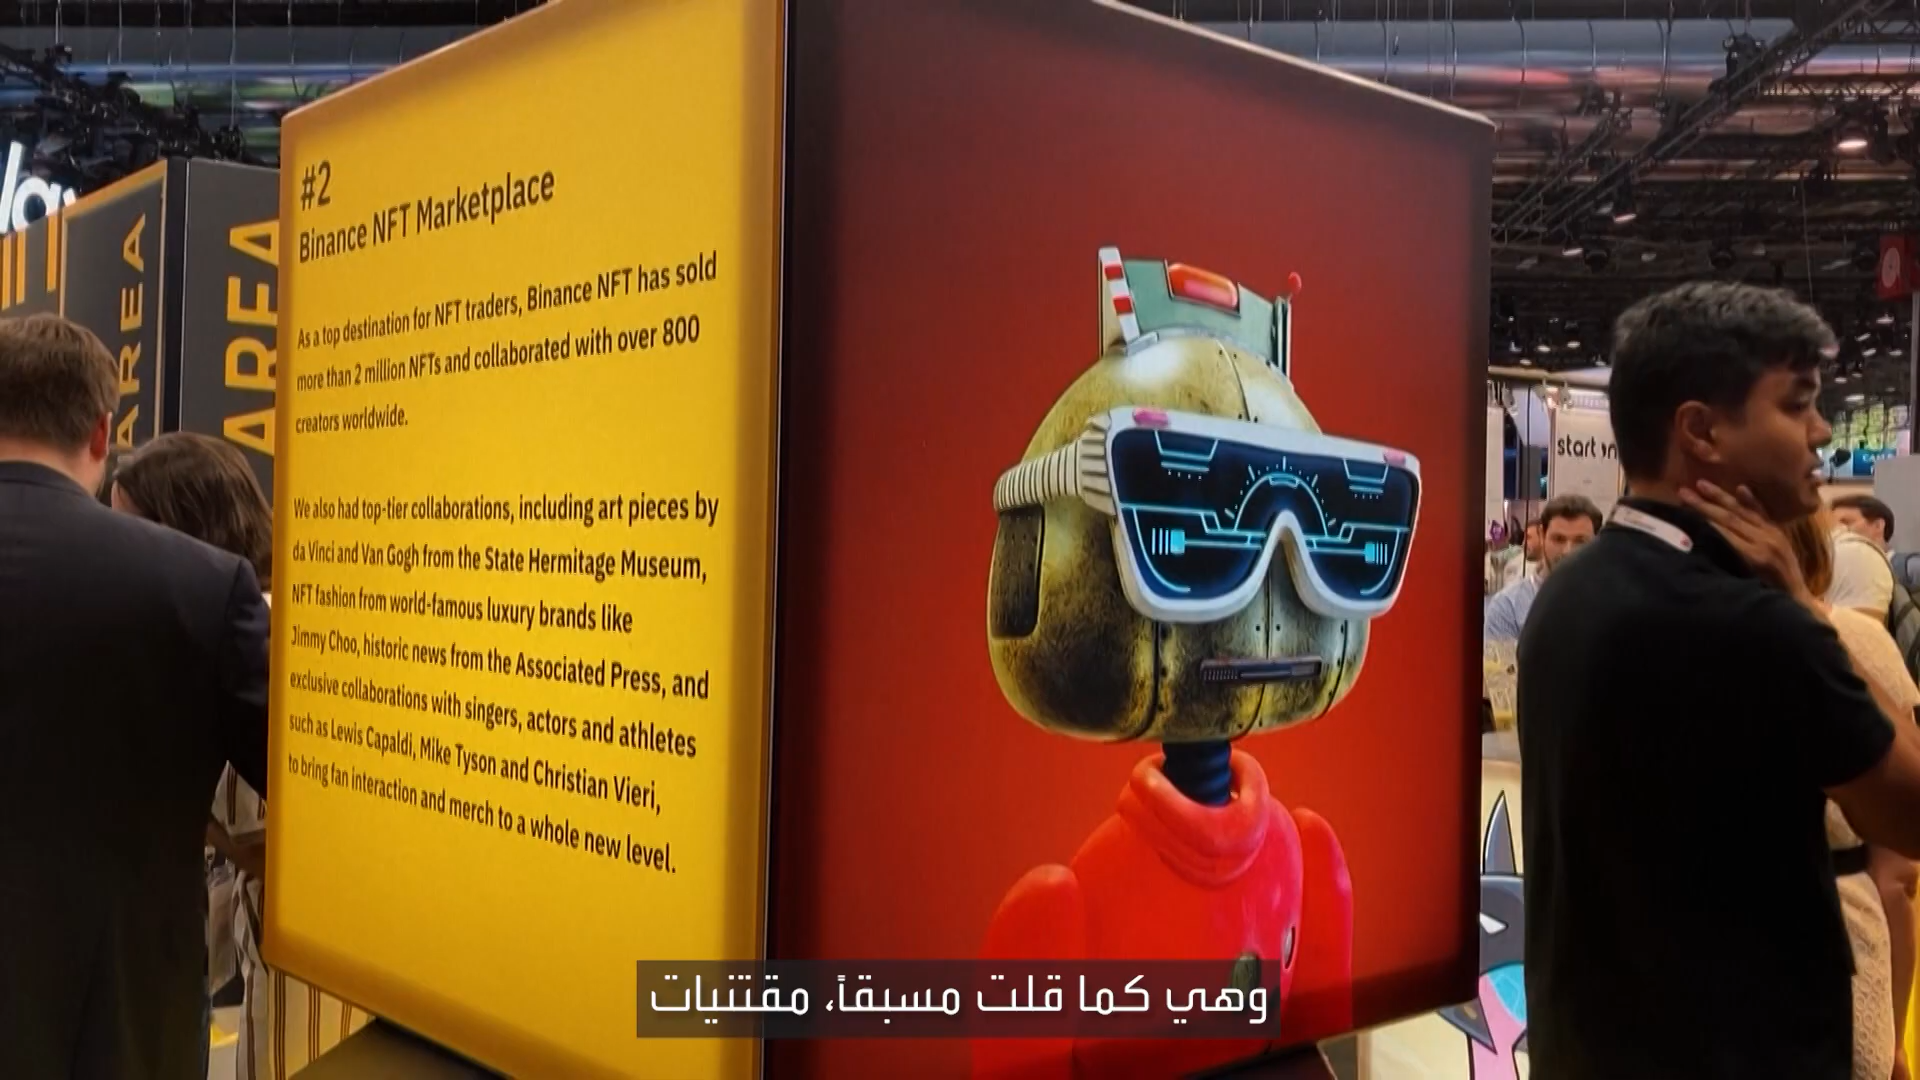 #2
Binance NFT Marketplace
As a top destination for NFT traders, Binance NFT has sold
more than 2 million NFTs and collaborated with over 800
creators worldwide.
We also had top-tier collaborations, including art pieces by
da Vinci and Van Gogh from the State Hermitage Museum,
NFT fashion from world-famous luxury brands like
Jimmy Choo, historic news from the Associated Press, and
exclusive collaborations with singers, actors and athletes
such as Lewis Capaldi, Mike Tyson and Christian Vieri,
to bring fan interaction and merch to a whole new level.
AREA
AREA
start
وهي كما قلت مسبقاً، مقتنيات